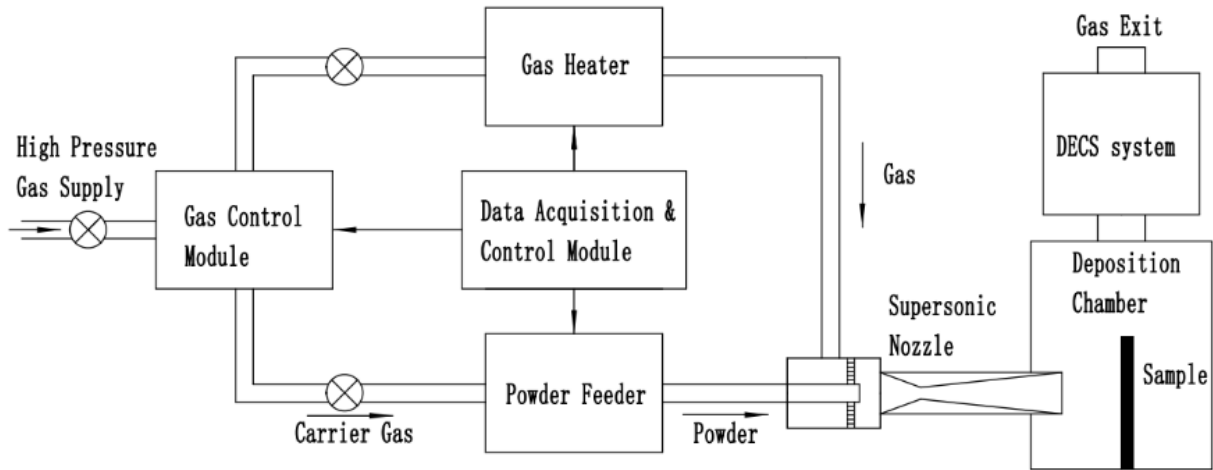 Gas Exit
Gas Heater
DECS system
High Pressure
Gas Supply
Gas
Gas Control
Module
Data Acquisition &
Control Module
Deposition
Chamber
Supersonic
Nozzle
Sample
Powder Feeder
Carrier Gas
Powder